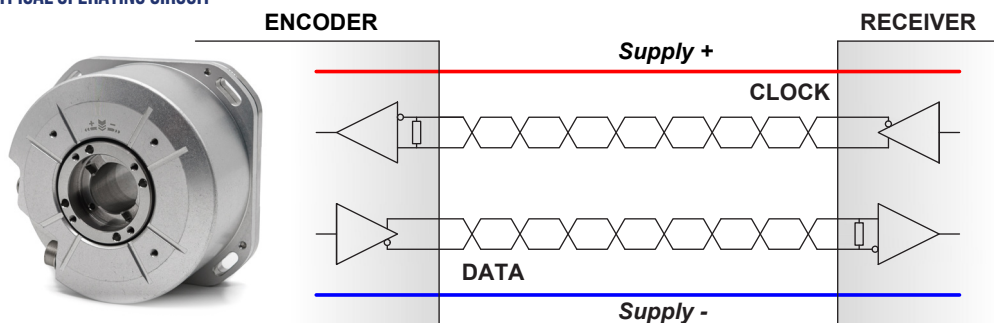 ENCODER
RECEIVER
Supply +
CLOCK
DATA
Supply -